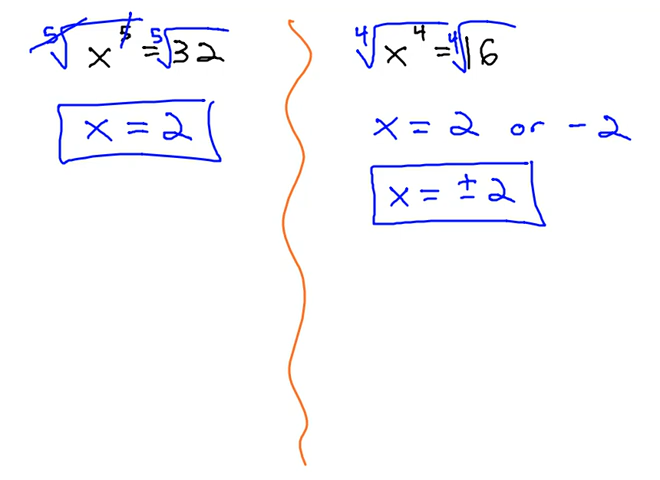 ⁵√x⁵ = ⁵√32
x = 2
⁴√x⁴ = ⁴√16
x = 2 or -2
x = ±2